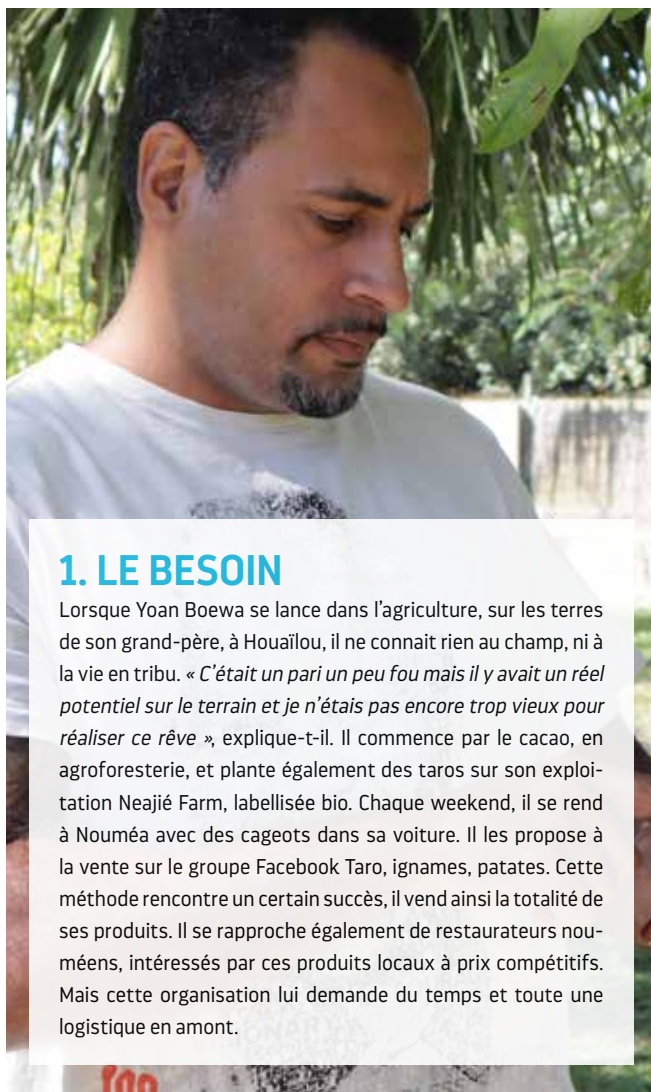 1. LE BESOIN
Lorsque Yoan Boewa se lance dans l'agriculture, sur les terres
de son grand-père, à Houaïlou, il ne connait rien au champ, ni à
la vie en tribu. « C'était un pari un peu fou mais il y avait un réel
potentiel sur le terrain et je n'étais pas encore trop vieux pour
réaliser ce rêve », explique-t-il. Il commence par le cacao, en
agroforesterie, et plante également des taros sur son exploi-
tation Neajié Farm, labellisée bio. Chaque weekend, il se rend
à Nouméa avec des cageots dans sa voiture. Il les propose à
la vente sur le groupe Facebook Taro, ignames, patates. Cette
méthode rencontre un certain succès, il vend ainsi la totalité de
ses produits. Il se rapproche également de restaurateurs nou-
méens, intéressés par ces produits locaux à prix compétitifs.
Mais cette organisation lui demande du temps et toute une
logistique en amont.